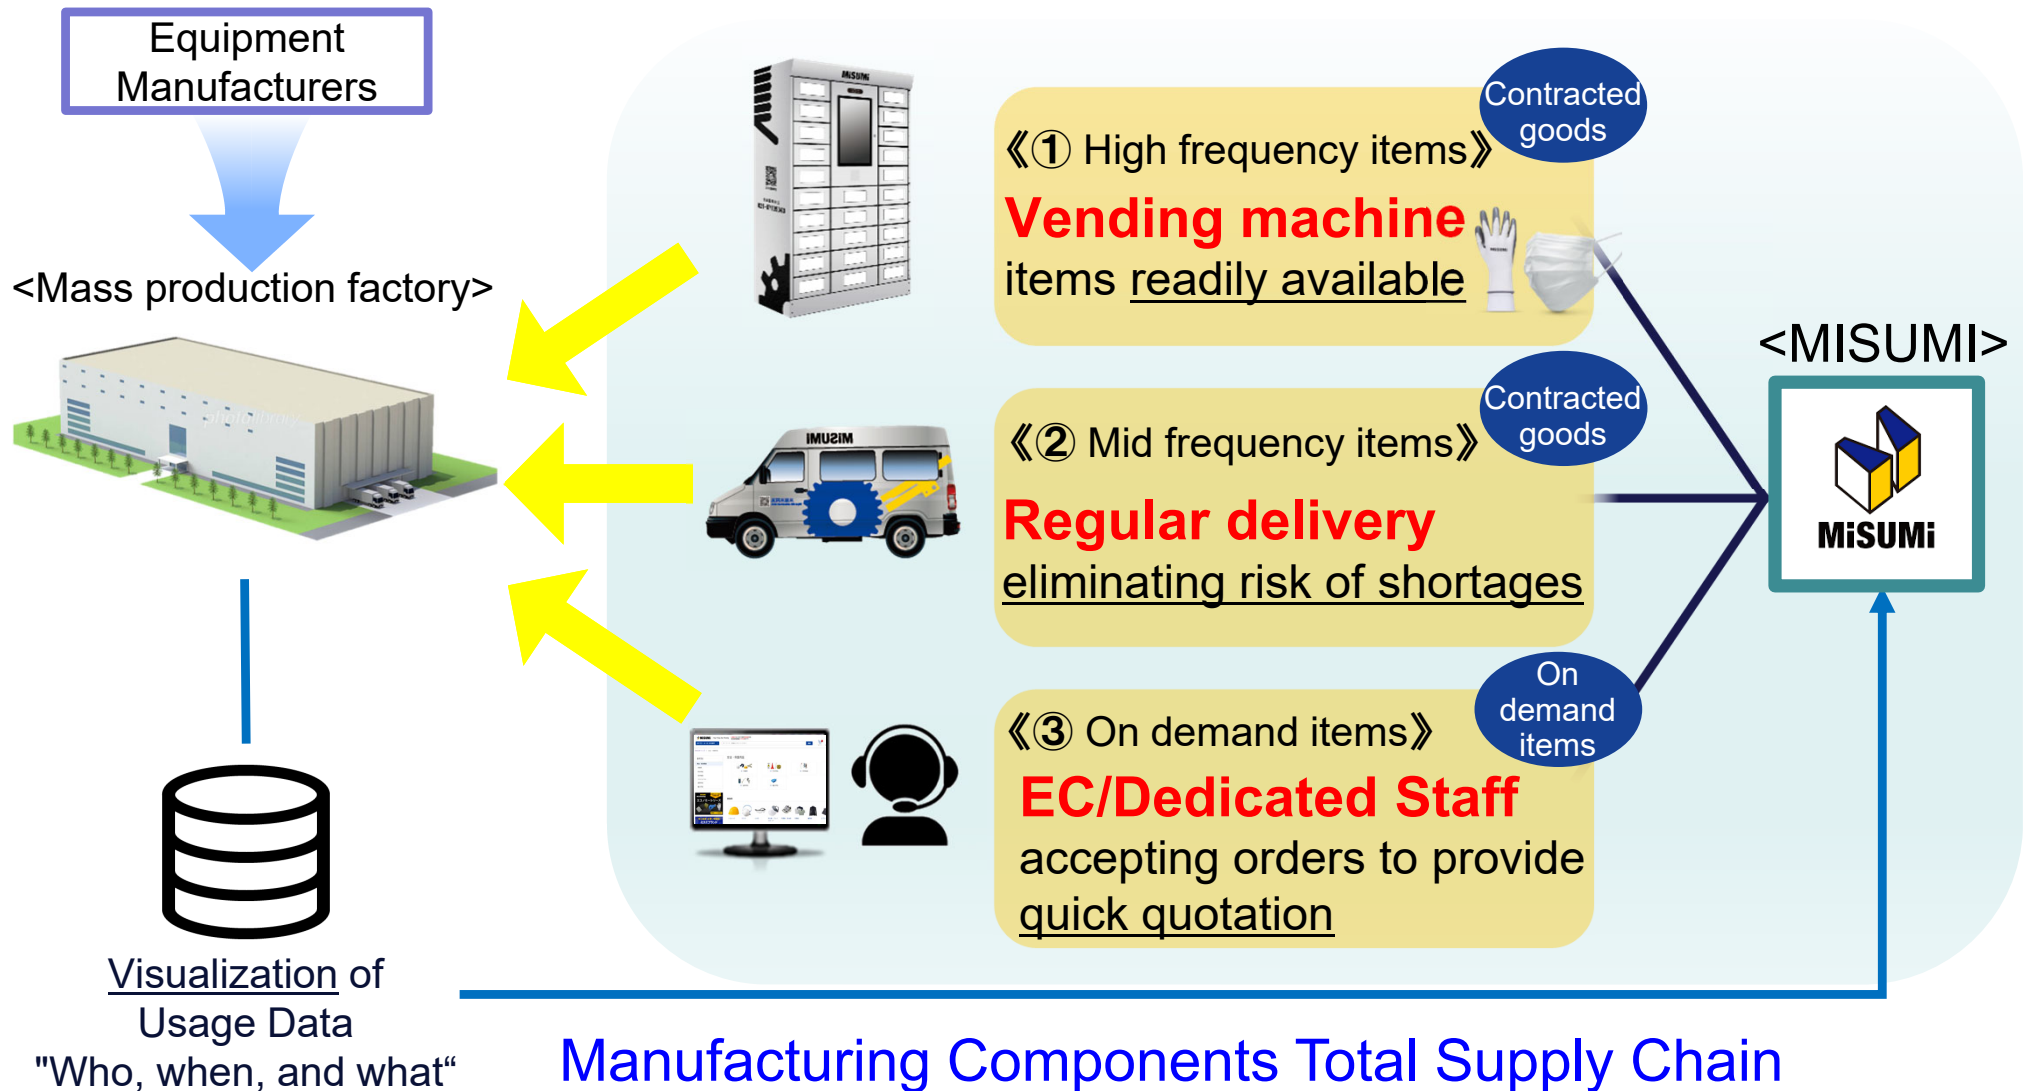 Equipment
Manufacturers
<Mass production factory>
photolibrary
Visualization of
Usage Data
"Who, when, and what“
MiSUMi
《① High frequency items》
Contracted
goods
Vending machine
items readily available
MiSUMi
《② Mid frequency items》
Contracted
goods
Regular delivery
eliminating risk of shortages
《③ On demand items》
On
demand
items
EC/Dedicated Staff
accepting orders to provide
quick quotation
<MISUMI>
MiSUMi
Manufacturing Components Total Supply Chain